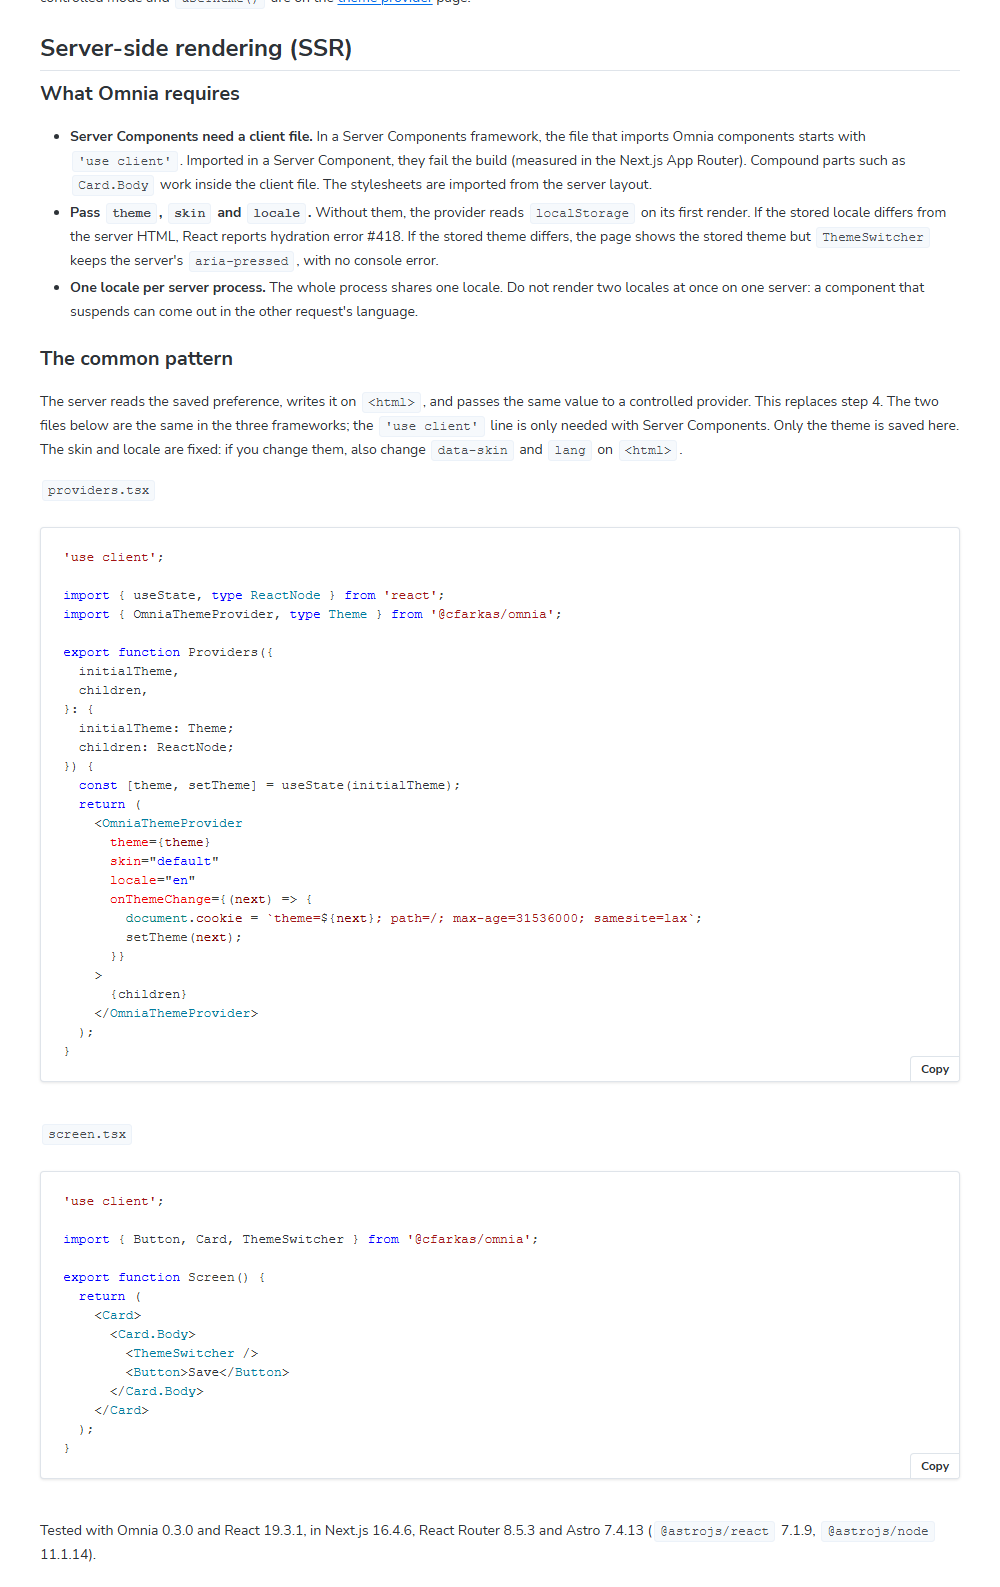 controlled mode and useTheme() are on the theme provider page.
Server-side rendering (SSR)
What Omnia requires
Server Components need a client file. In a Server Components framework, the file that imports Omnia components starts with
'use client' . Imported in a Server Component, they fail the build (measured in the Next.js App Router). Compound parts such as
Card.Body work inside the client file. The stylesheets are imported from the server layout.
Pass theme , skin and locale . Without them, the provider reads localStorage on its first render. If the stored locale differs from
the server HTML, React reports hydration error #418. If the stored theme differs, the page shows the stored theme but ThemeSwitcher
keeps the server's aria-pressed , with no console error.
One locale per server process. The whole process shares one locale. Do not render two locales at once on one server: a component that
suspends can come out in the other request's language.
The common pattern
The server reads the saved preference, writes it on <html> , and passes the same value to a controlled provider. This replaces step 4. The two
files below are the same in the three frameworks; the 'use client' line is only needed with Server Components. Only the theme is saved here.
The skin and locale are fixed: if you change them, also change data-skin and lang on <html> .
providers.tsx
'use client';
import { useState, type ReactNode } from 'react';
import { OmniaThemeProvider, type Theme } from '@cfarkas/omnia';
export function Providers({
initialTheme,
children,
}: {
initialTheme: Theme;
children: ReactNode;
}) {
const [theme, setTheme] = useState(initialTheme);
return (
<OmniaThemeProvider
theme={theme}
skin="default"
locale="en"
onThemeChange={(next) => {
document.cookie = `theme=${next}; path=/; max-age=31536000; samesite=lax`;
setTheme(next);
}}
>
{children}
</OmniaThemeProvider>
);
}
Copy
screen.tsx
'use client';
import { Button, Card, ThemeSwitcher } from '@cfarkas/omnia';
export function Screen() {
return (
<Card>
<Card.Body>
<ThemeSwitcher />
<Button>Save</Button>
</Card.Body>
</Card>
);
}
Copy
Tested with Omnia 0.3.0 and React 19.3.1, in Next.js 16.4.6, React Router 8.5.3 and Astro 7.4.13 ( @astrojs/react 7.1.9, @astrojs/node
11.1.14).